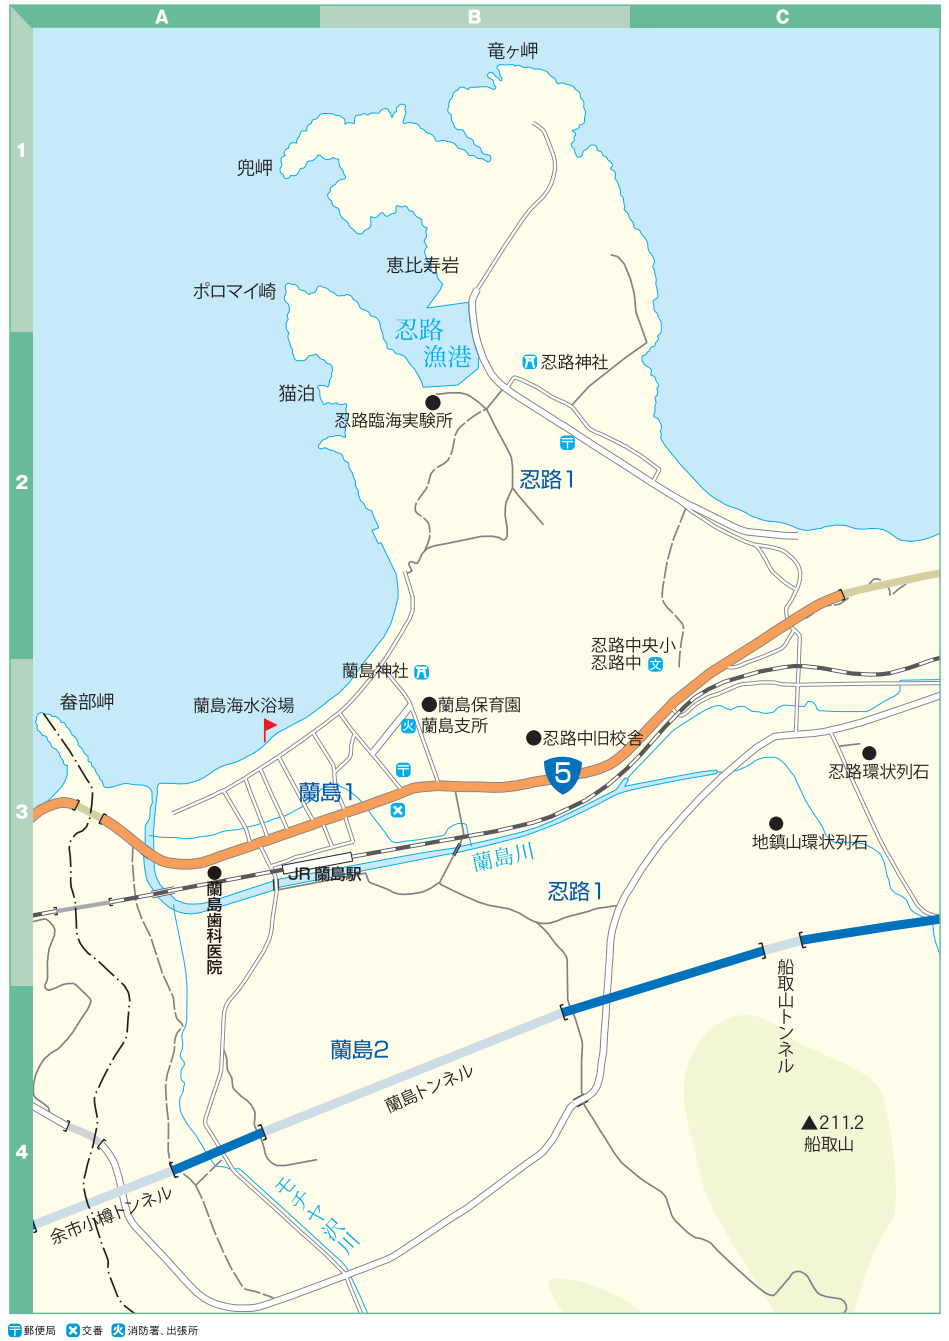 A
B
C
1
2
3
4
竜ヶ岬
兜岬
恵比寿岩
ポロマイ崎
忍路
漁港
忍路神社
猫泊
忍路臨海実験所
忍路1
忍路中央小
忍路中
文
蘭島神社
畚部岬
蘭島海水浴場
蘭島保育園
火
蘭島支所
忍路中旧校舎
5
忍路環状列石
蘭島1
地鎮山環状列石
蘭島川
JR 蘭島駅
蘭島歯科医院
忍路1
船取山トンネル
蘭島2
蘭島トンネル
▲211.2
船取山
モチヤ沢川
余市小樽トンネル
〒 郵便局
交番
火 消防署、出張所